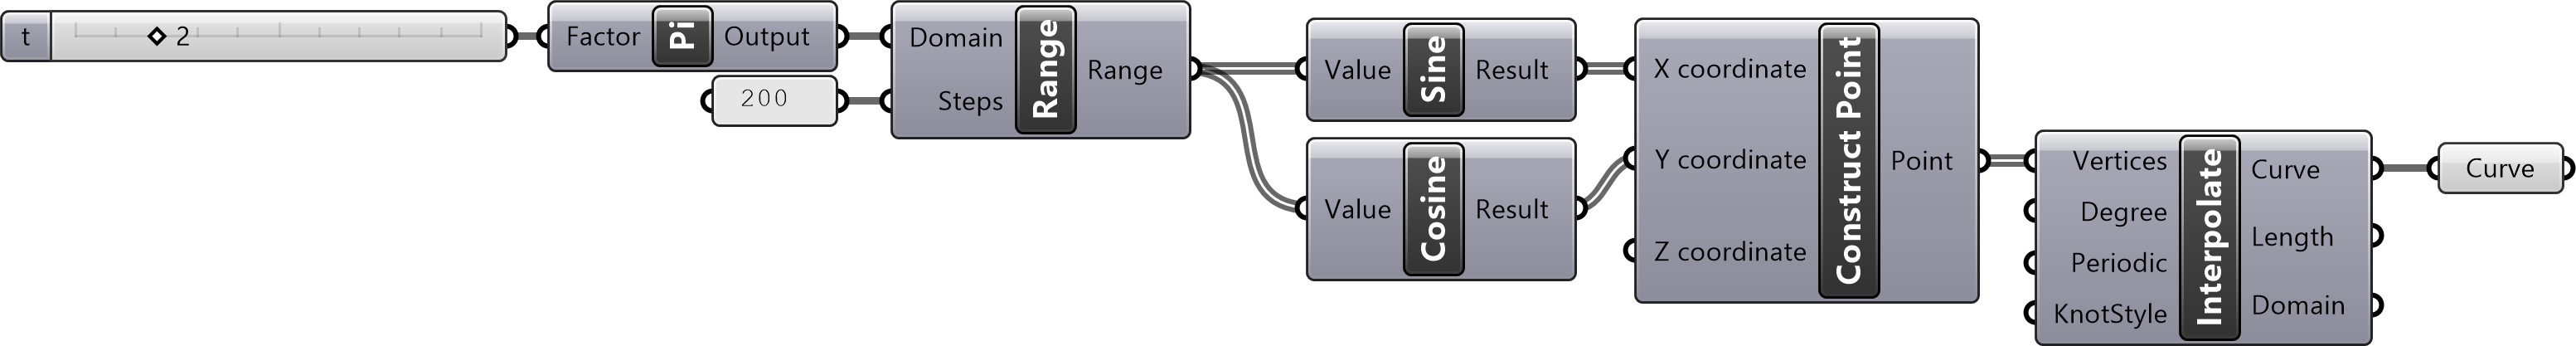 t
2
Factor
Pi
Output
200
Domain
Steps
Range
Range
Value
Sine
Result
Value
Cosine
Result
X coordinate
Y coordinate
Z coordinate
Construct Point
Point
Vertices
Degree
Periodic
KnotStyle
Interpolate
Curve
Length
Domain
Curve